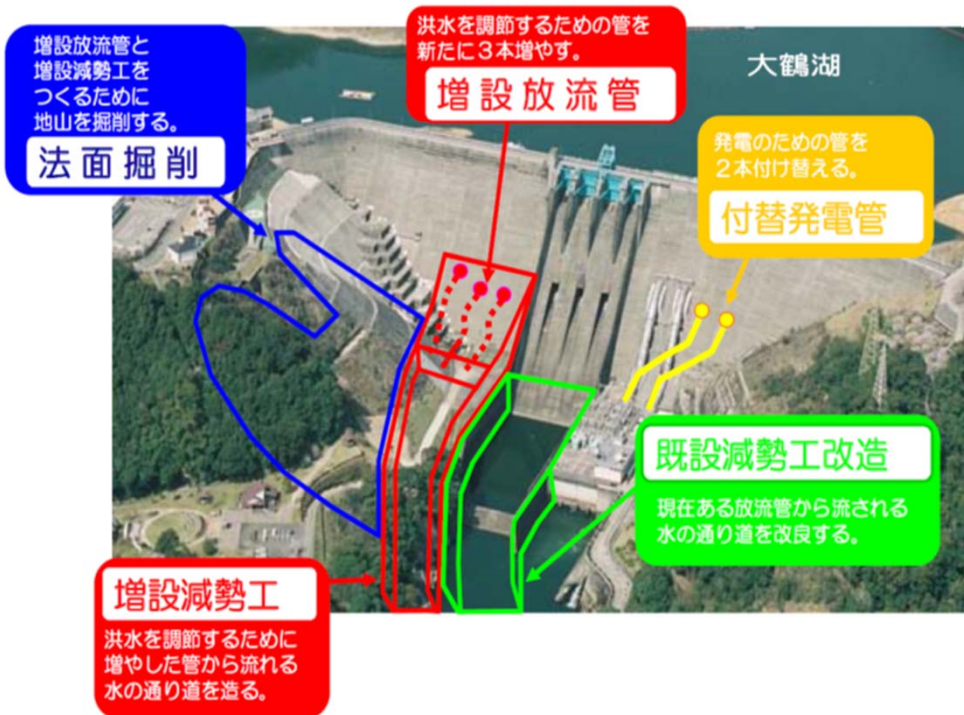 増設放流管と
増設減勢工を
つくるために
地山を掘削する。
法面掘削
洪水を調節するための管を
新たに3本増やす。
増設放流管
大鶴湖
発電のための管を
2本付け替える。
付替発電管
既設減勢工改造
現在ある放流管から流される
水の通り道を改良する。
増設減勢工
洪水を調節するために
増やした管から流れる
水の通り道を造る。